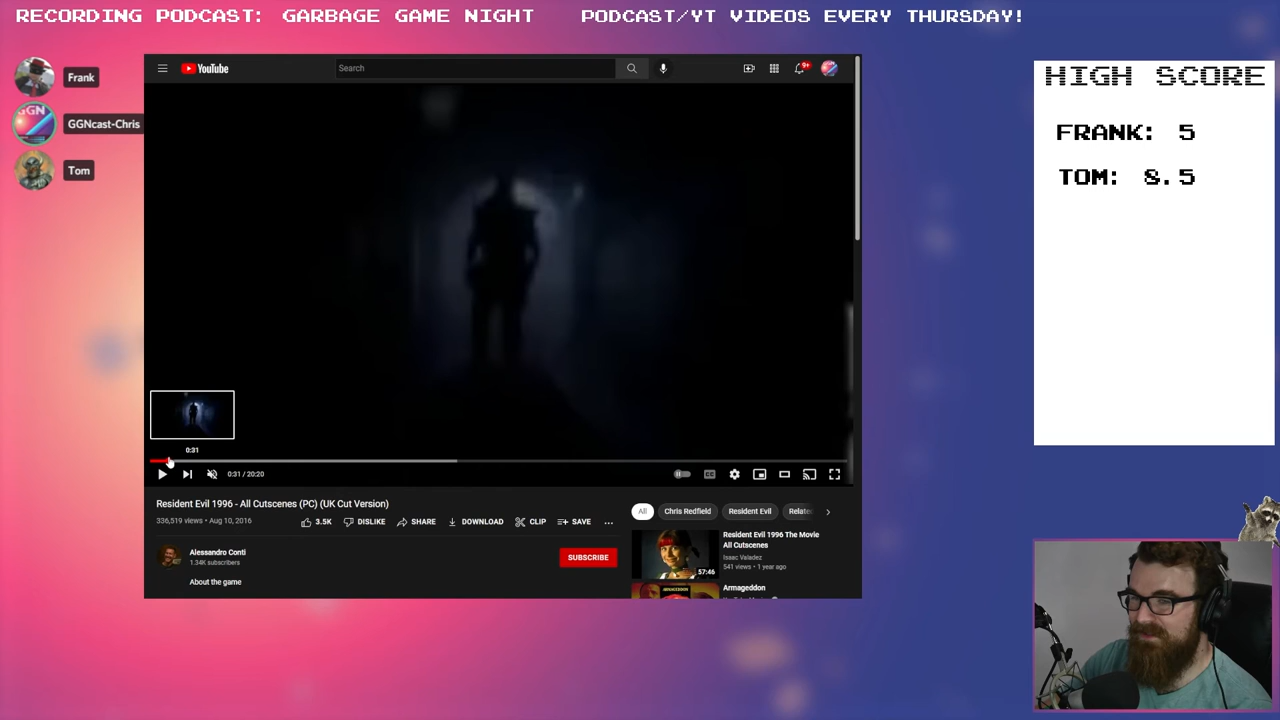 RECORDING PODCAST: GARBAGE GAME NIGHT PODCAST/YT VIDEOS EVERY THURSDAY!
Frank
GGN
GGNcast-Chris
Tom
YouTube
Search
9+
HIGH SCORE
FRANK: 5
TOM: 8.5
0:31
0:31 / 20:20
CC
Resident Evil 1996 - All Cutscenes (PC) (UK Cut Version)
336,519 views • Aug 10, 2016
3.5K
DISLIKE
SHARE
DOWNLOAD
CLIP
SAVE
...
Alessandro Conti
1.34K subscribers
SUBSCRIBE
About the game
All
Chris Redfield
Resident Evil
Relate
Resident Evil 1996 The Movie
All Cutscenes
Isaac Valadez
541 views • 1 year ago
57:46
Armageddon